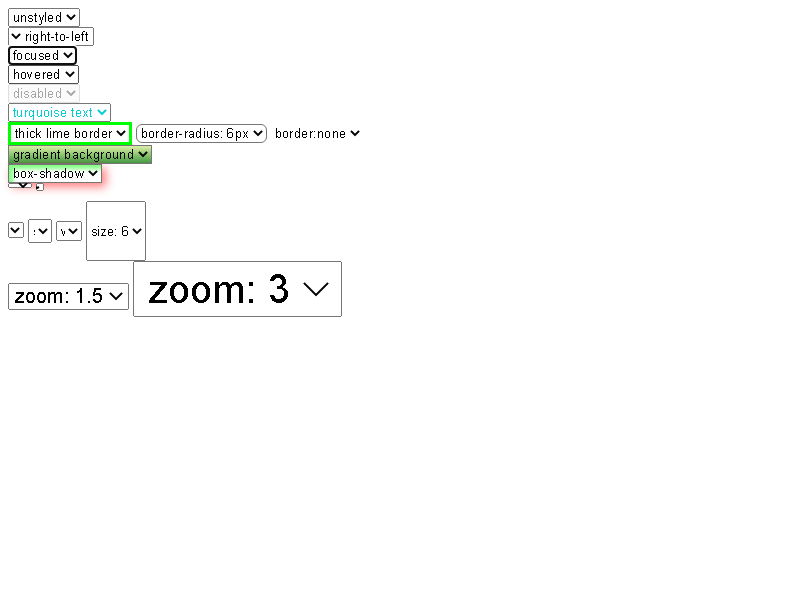 unstyled
right-to-left
focused
hovered
disabled
turquoise text
thick lime border border-radius: 6px border:none
gradient background
box-shadow
size: 6
zoom: 1.5 zoom: 3